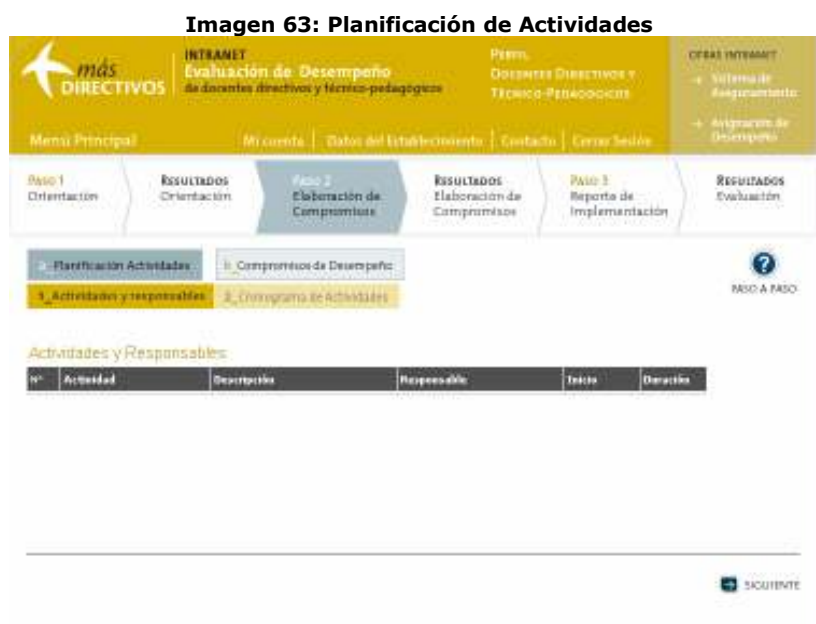 Imagen 63: Planificación de Actividades
más
DIRECTIVOS
INTRANET
Evaluación de Desempeño
de docentes directivos y técnico-pedagógicos
PERFIL
DOCENTES DIRECTIVOS Y
TÉCNICO-PEDAGÓGICOS
OTRAS INTRANET
→ Sistema de
Aseguramiento
→ Asignación de
Desempeño
Menú Principal
Mi cuenta | Datos del Establecimiento | Contacto | Cerrar Sesión
PASO 1
Orientación
RESULTADOS
Orientación
PASO 2
Elaboración de
Compromisos
RESULTADOS
Elaboración de
Compromisos
PASO 3
Reporte de
Implementación
RESULTADOS
Evaluación
a_Planificación Actividades
b_Compromisos de Desempeño
1_Actividades y responsables
2_Cronograma de Actividades
?
PASO A PASO
Actividades y Responsables
Nº Actividad Descripción Responsable Inicio Duración
SIGUIENTE